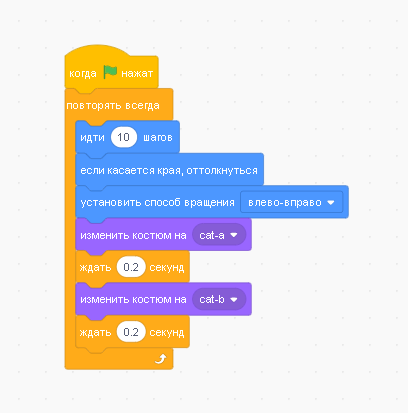 когда нажат
повторять всегда
идти 10 шагов
если касается края, оттолкнуться
установить способ вращения влево-вправо
изменить костюм на cat-a
ждать 0.2 секунд
изменить костюм на cat-b
ждать 0.2 секунд